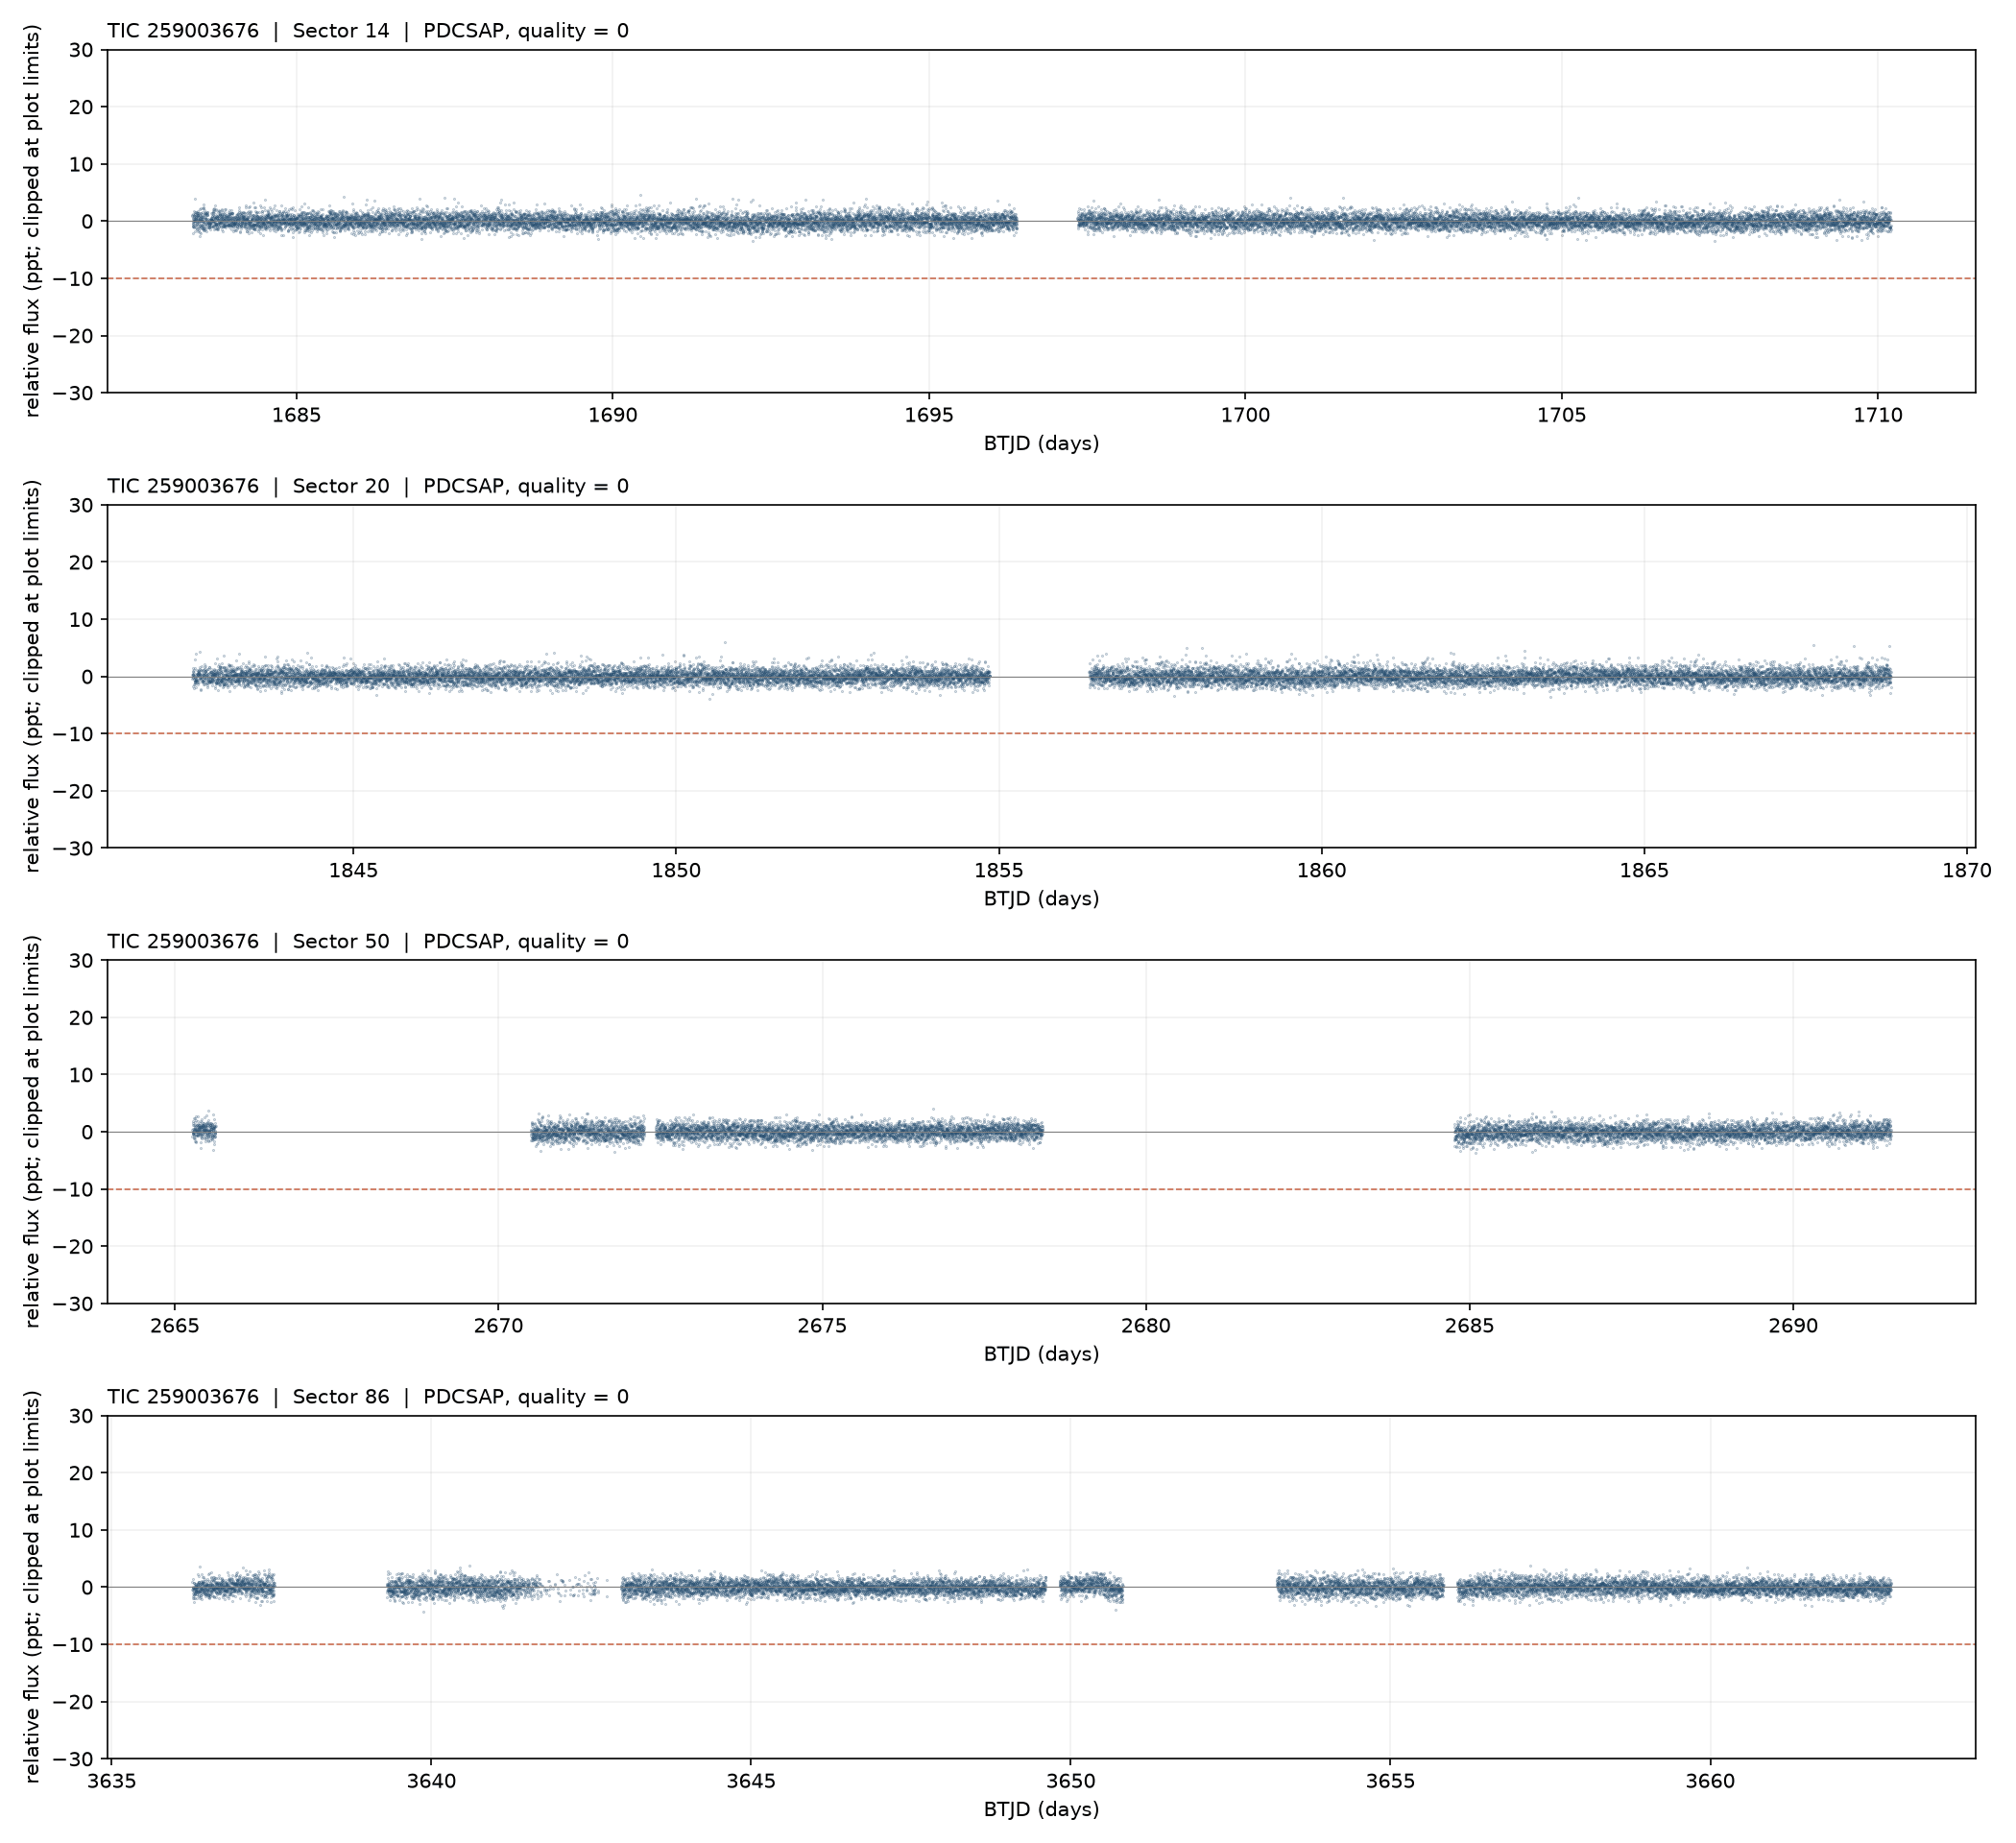 TIC 259003676 | Sector 14 | PDCSAP, quality = 0
relative flux (ppt; clipped at plot limits)
30
20
10
0
−10
−20
−30
1685 1690 1695 1700 1705 1710
BTJD (days)
TIC 259003676 | Sector 20 | PDCSAP, quality = 0
relative flux (ppt; clipped at plot limits)
30
20
10
0
−10
−20
−30
1845 1850 1855 1860 1865 1870
BTJD (days)
TIC 259003676 | Sector 50 | PDCSAP, quality = 0
relative flux (ppt; clipped at plot limits)
30
20
10
0
−10
−20
−30
2665 2670 2675 2680 2685 2690
BTJD (days)
TIC 259003676 | Sector 86 | PDCSAP, quality = 0
relative flux (ppt; clipped at plot limits)
30
20
10
0
−10
−20
−30
3635 3640 3645 3650 3655 3660
BTJD (days)